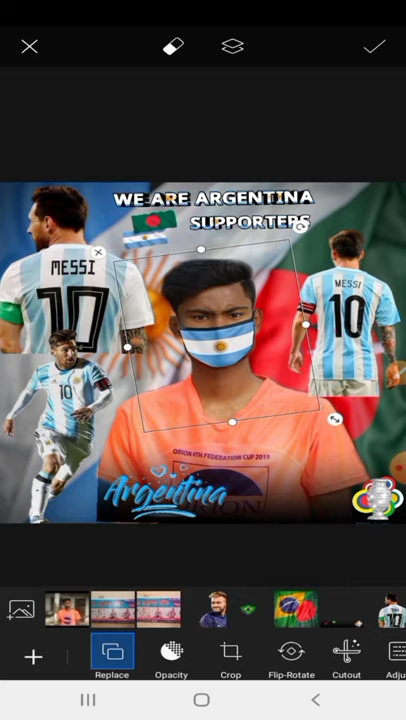 WE ARE ARGENTINA
SUPPORTERS
MESSI
10
MESSI
10
10
ORION 4TH FEDERATION CUP 2019
Argentina
Replace
Opacity
Crop
Flip-Rotate
Cutout